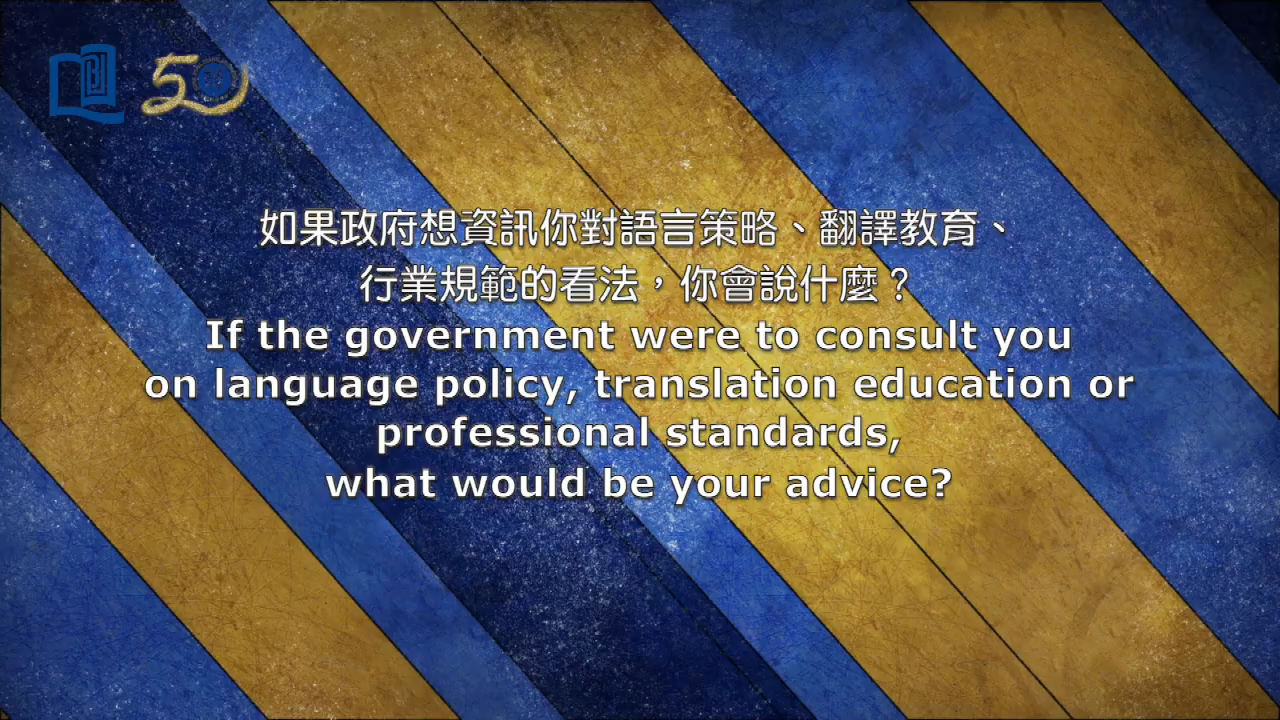 50
如果政府想資訊你對語言策略、翻譯教育、
行業規範的看法，你會說什麼？
If the government were to consult you
on language policy, translation education or
professional standards,
what would be your advice?